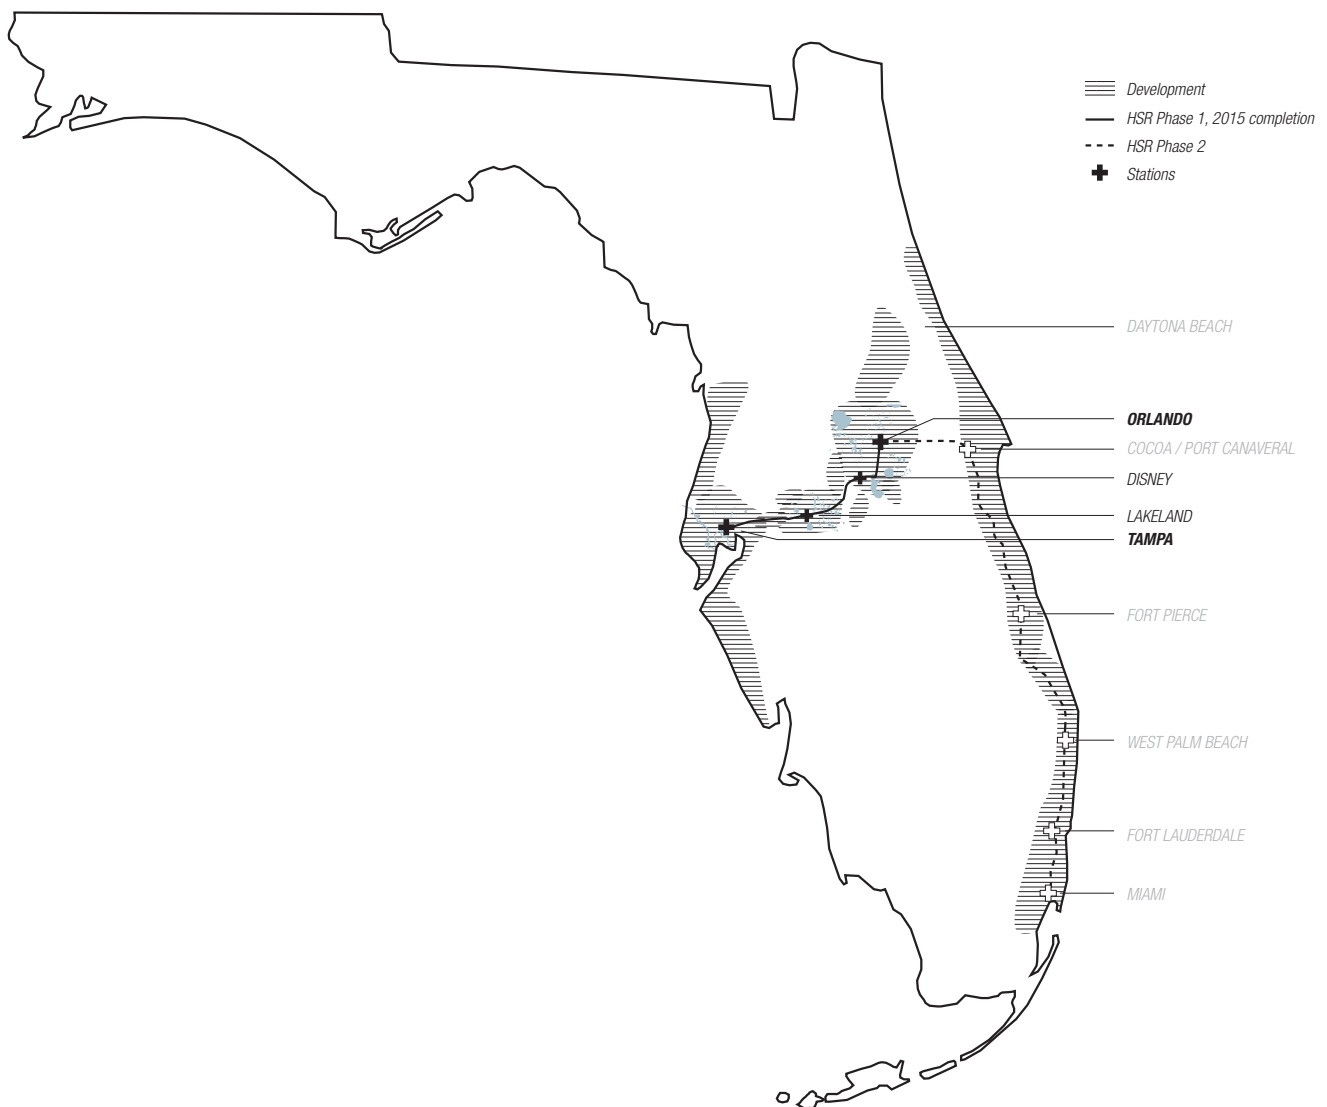 Development
HSR Phase 1, 2015 completion
HSR Phase 2
Stations
DAYTONA BEACH
ORLANDO
COCOA / PORT CANAVERAL
DISNEY
LAKELAND
TAMPA
FORT PIERCE
WEST PALM BEACH
FORT LAUDERDALE
MIAMI